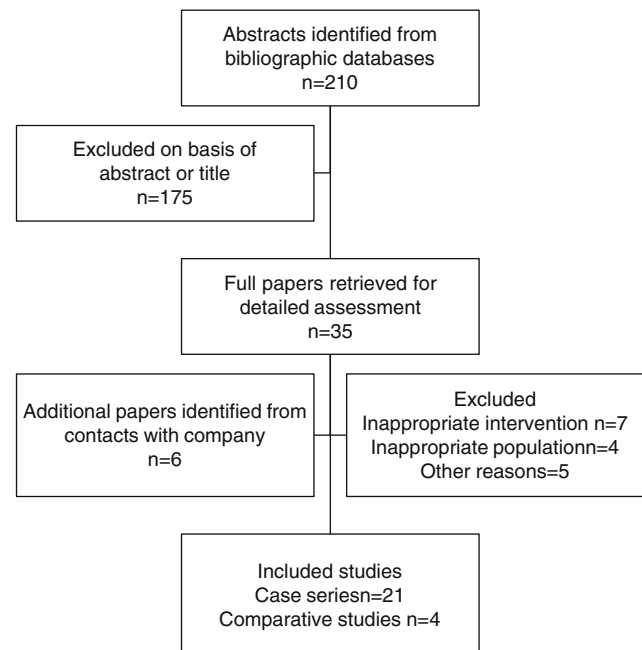 Abstracts identified from
bibliographic databases
n=210
Excluded on basis of
abstract or title
n=175
Full papers retrieved for
detailed assessment
n=35
Additional papers identified from
contacts with company
n=6
Excluded
Inappropriate intervention n=7
Inappropriate populationn=4
Other reasons=5
Included studies
Case seriesn=21
Comparative studies n=4